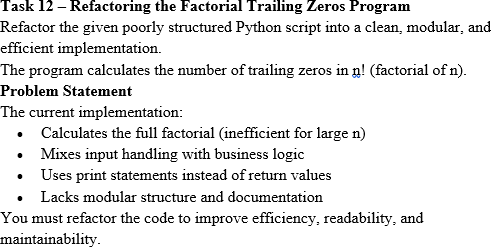 Task 12 – Refactoring the Factorial Trailing Zeros Program
Refactor the given poorly structured Python script into a clean, modular, and
efficient implementation.
The program calculates the number of trailing zeros in n! (factorial of n).
Problem Statement
The current implementation:
• Calculates the full factorial (inefficient for large n)
• Mixes input handling with business logic
• Uses print statements instead of return values
• Lacks modular structure and documentation
You must refactor the code to improve efficiency, readability, and
maintainability.